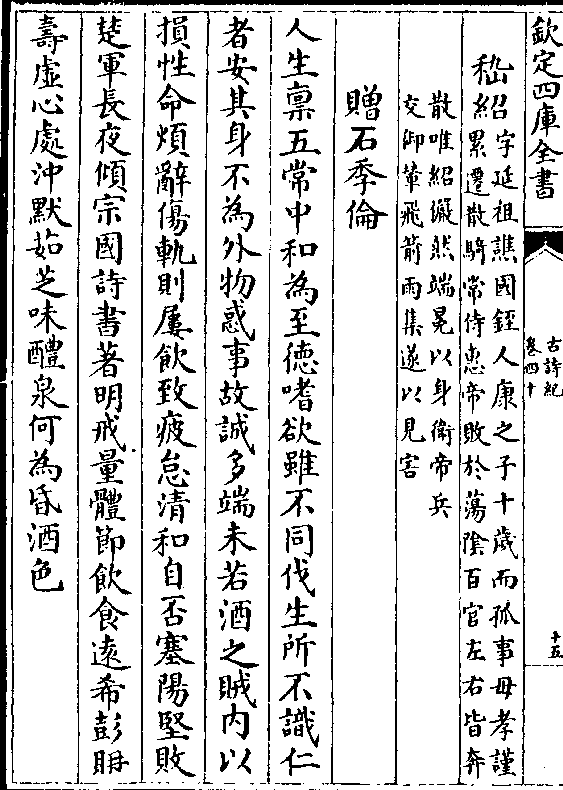 欽定四庫全書
古詩紀
卷四十
十五
嵇紹字延祖譙國銍人康之子十歲而孤事母孝謹
累遷散騎常侍惠帝敗於蕩陰百官左右皆奔
散唯紹儼然端冕以身衛帝兵
交御輦飛箭雨集遂以見害
贈石季倫
人生禀五常中和為至德嗜欲雖不同伐生所不識仁
者安其身不為外物惑事故誠多端未若酒之賊内以
損性命煩辭傷軌則屢飲致疲怠清和自否塞陽堅敗
楚軍長夜傾宗國詩書著明戒量體節飲食遠希彭聃
壽虛心處沖默茹芝味醴泉何為昏酒色